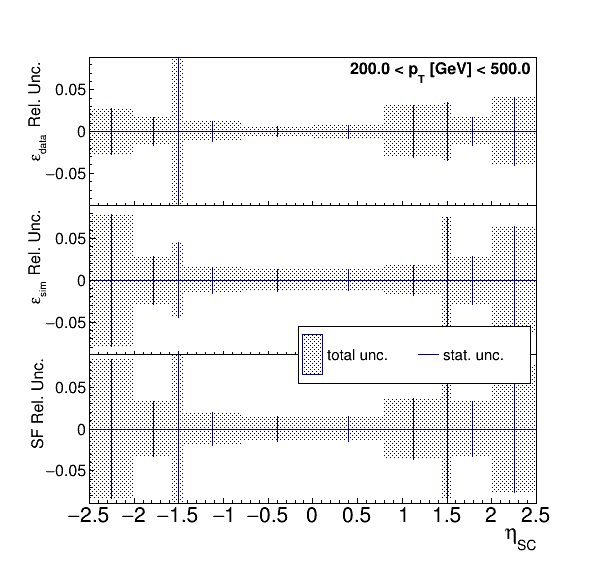 200.0 < p_T [GeV] < 500.0
ε_data Rel. Unc.
0.05
0
−0.05
ε_sim Rel. Unc.
0.05
0
−0.05
total unc. stat. unc.
SF Rel. Unc.
0.05
0
−0.05
−2.5 −2 −1.5 −1 −0.5 0 0.5 1 1.5 2 2.5
η_SC